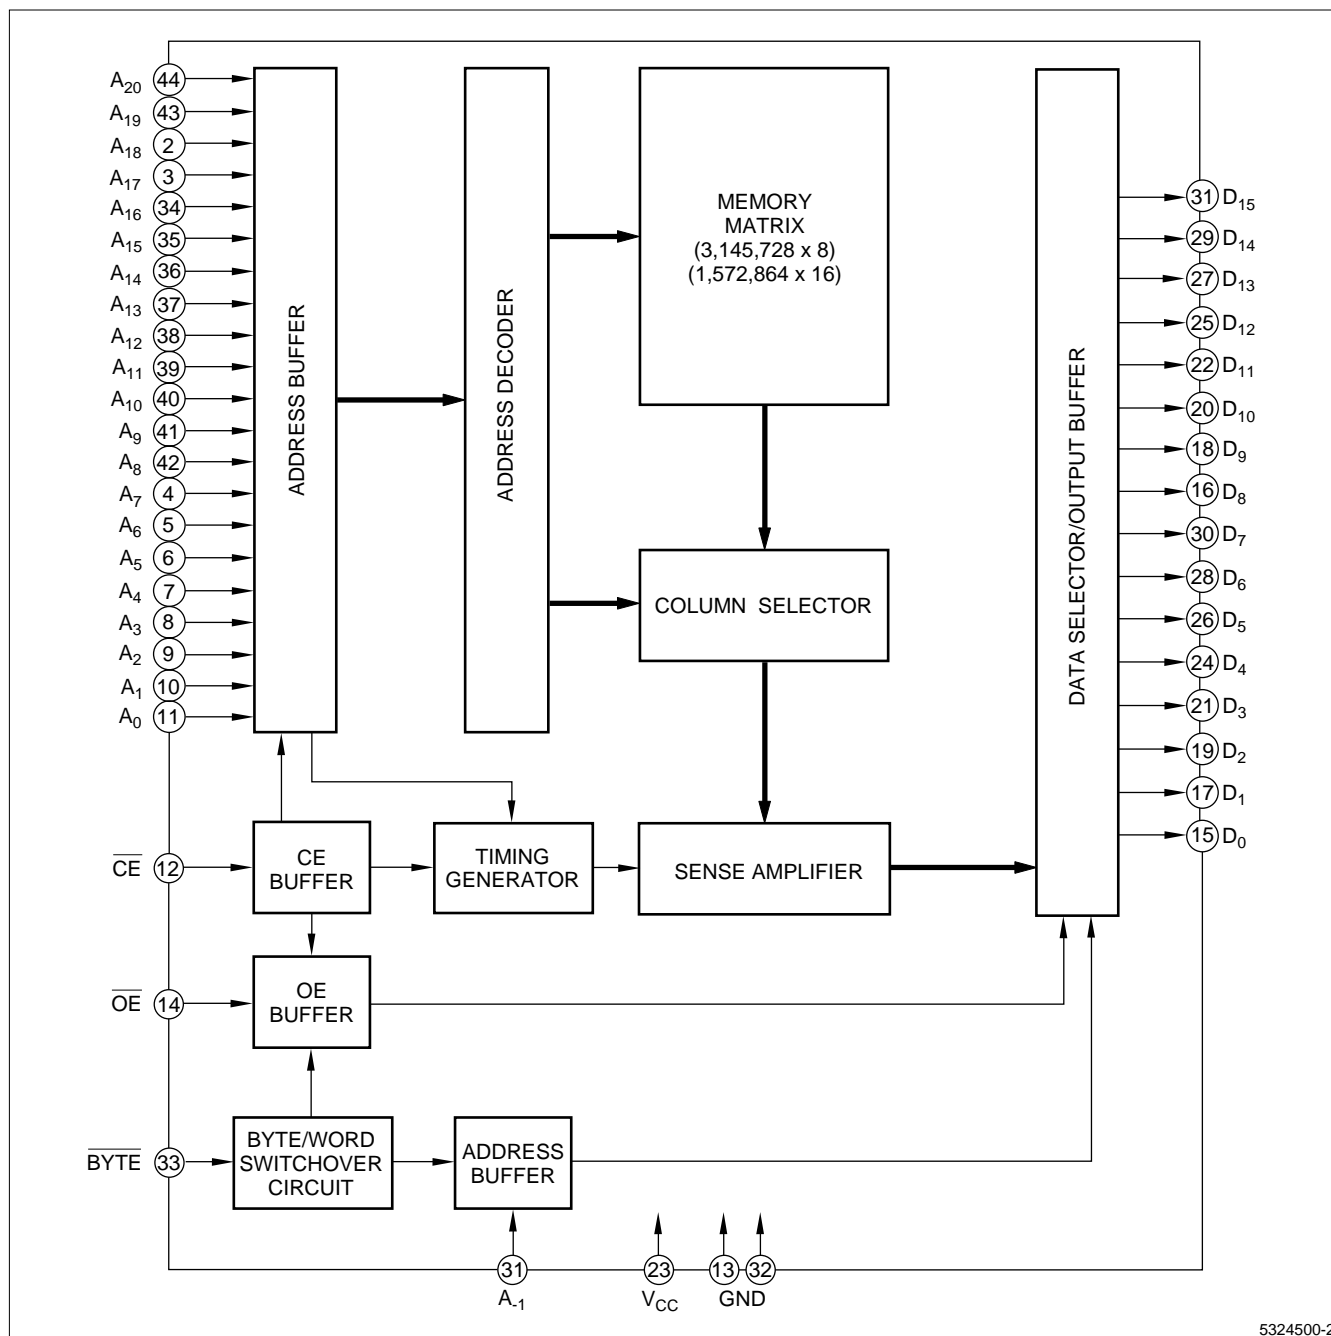 A20 44
A19 43
A18 2
A17 3
A16 34
A15 35
A14 36
A13 37
A12 38
A11 39
A10 40
A9 41
A8 42
A7 4
A6 5
A5 6
A4 7
A3 8
A2 9
A1 10
A0 11
CE 12
OE 14
BYTE 33
ADDRESS BUFFER
ADDRESS DECODER
MEMORY
MATRIX
(3,145,728 x 8)
(1,572,864 x 16)
COLUMN SELECTOR
CE
BUFFER
TIMING
GENERATOR
SENSE AMPLIFIER
OE
BUFFER
BYTE/WORD
SWITCHOVER
CIRCUIT
ADDRESS
BUFFER
DATA SELECTOR/OUTPUT BUFFER
31 D15
29 D14
27 D13
25 D12
22 D11
20 D10
18 D9
16 D8
30 D7
28 D6
26 D5
24 D4
21 D3
19 D2
17 D1
15 D0
31 23 13 32
A-1 VCC GND
5324500-2